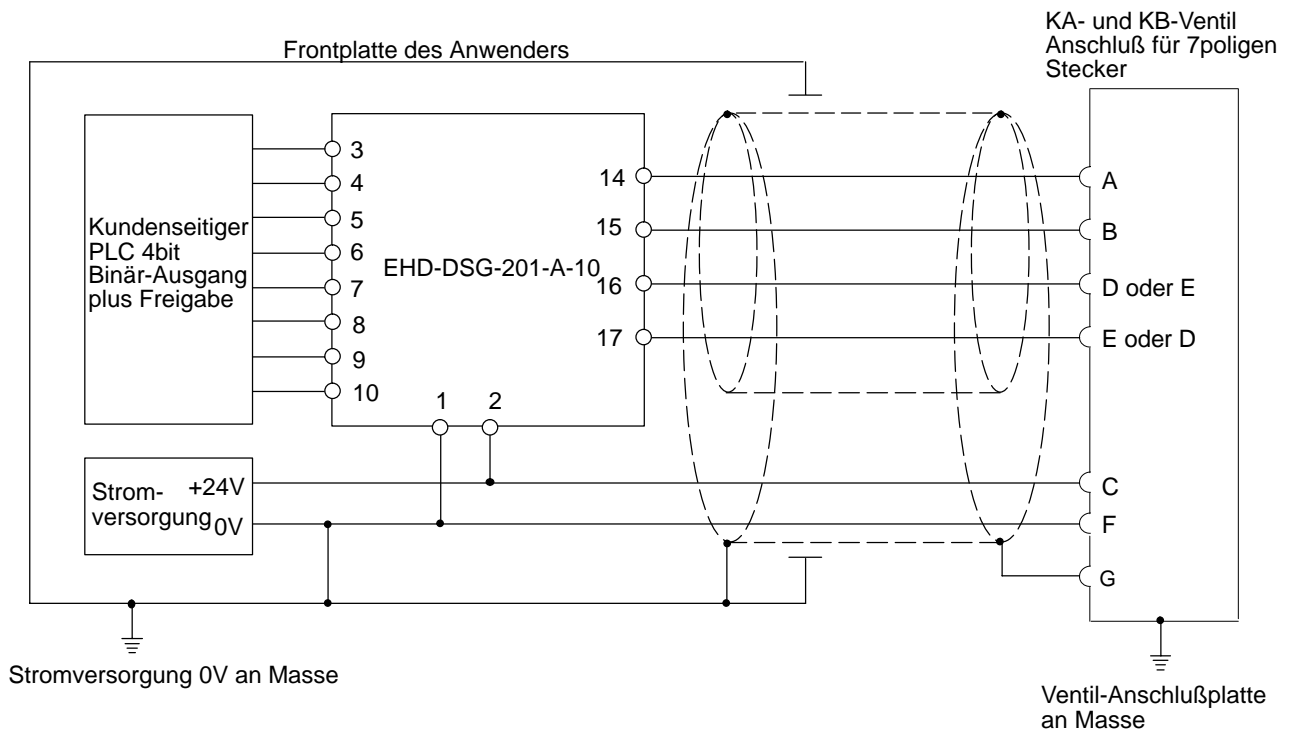 KA- und KB-Ventil
Anschluß für 7poligen
Stecker
Frontplatte des Anwenders
Kundenseitiger
PLC 4bit
Binär-Ausgang
plus Freigabe
3
4
5
6
7
8
9
10
EHD-DSG-201-A-10
1
2
14
15
16
17
A
B
D oder E
E oder D
C
F
G
Strom-
versorgung
+24V
0V
Stromversorgung 0V an Masse
Ventil-Anschlußplatte
an Masse